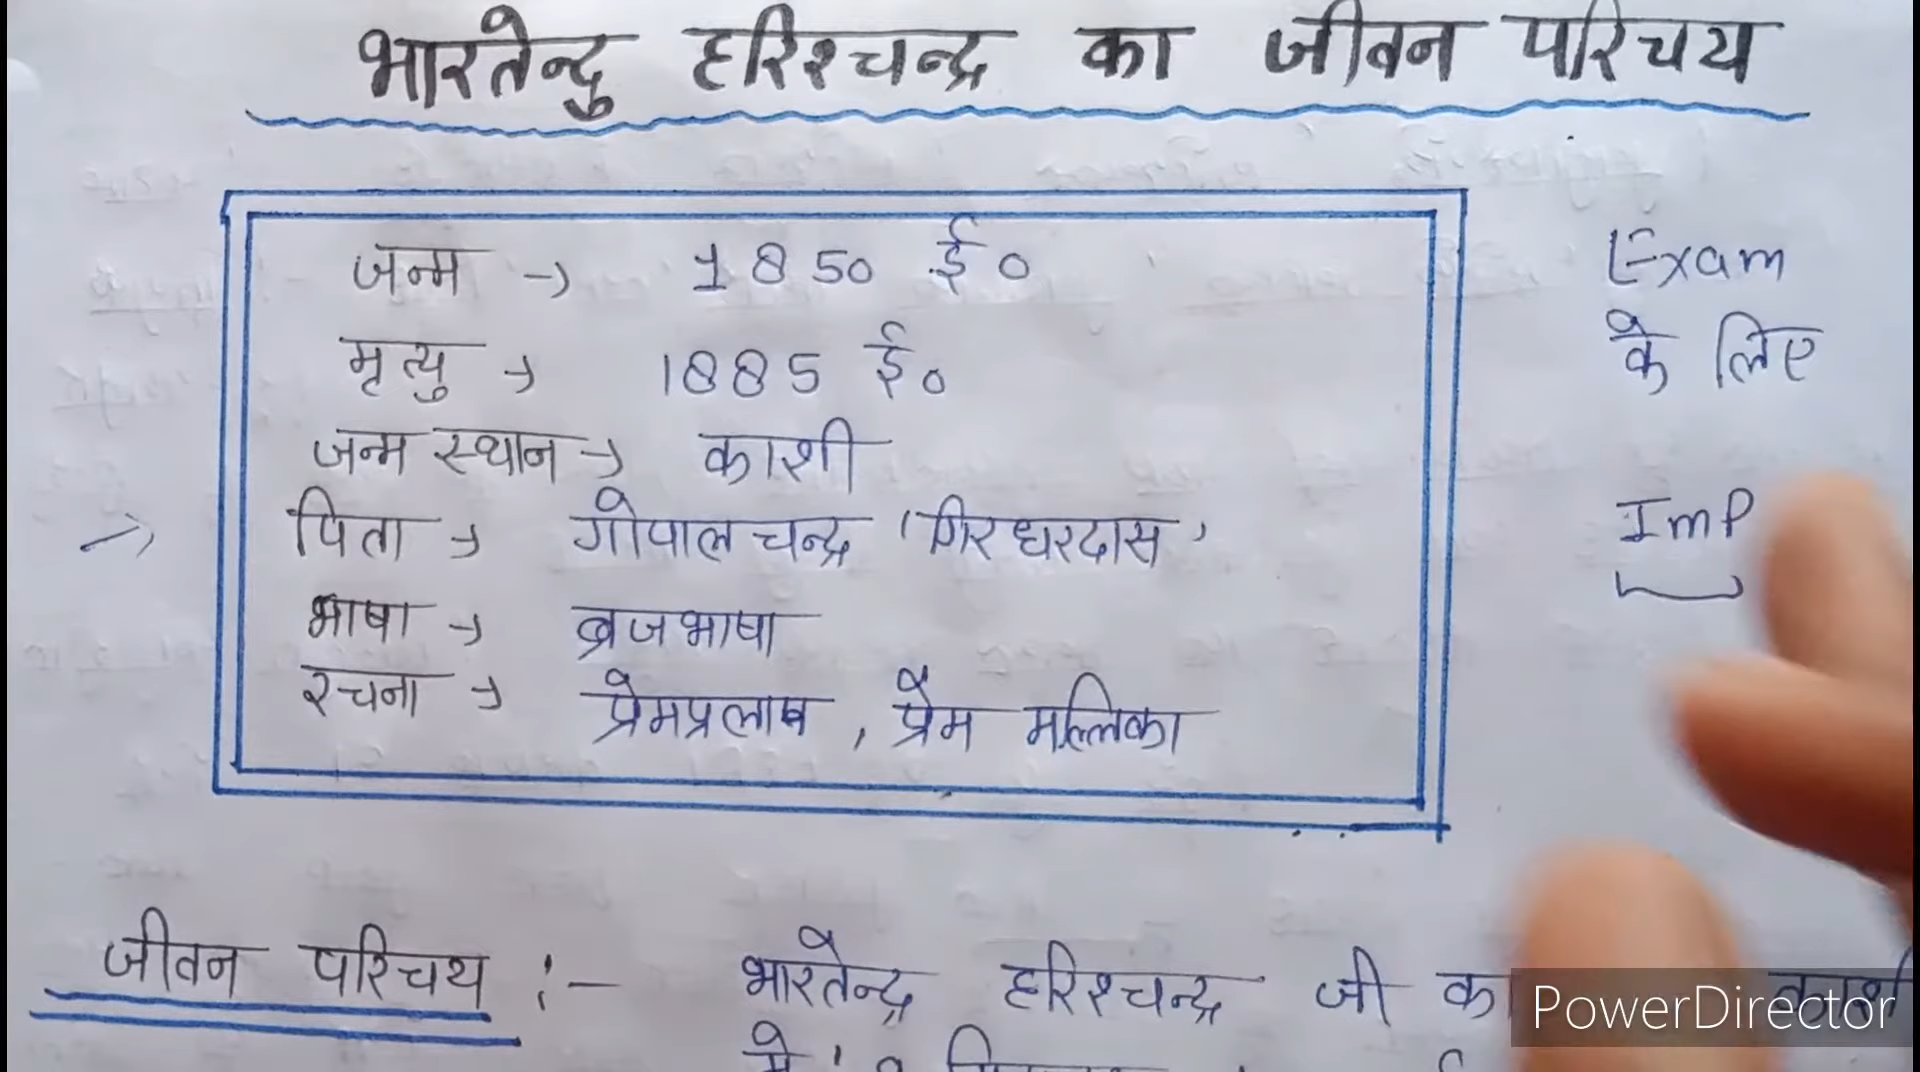 भारतेन्दु हरिश्चन्द्र का जीवन परिचय
जन्म → 1850 ई०
मृत्यु → 1885 ई०
जन्म स्थान → काशी
→ पिता → गोपाल चन्द्र 'गिरधरदास'
भाषा → ब्रजभाषा
रचना → प्रेमप्रलाप, प्रेम मल्लिका
Exam
के लिए
Imp
जीवन परिचय :- भारतेन्द्र हरिश्चन्द्र जी का
PowerDirector